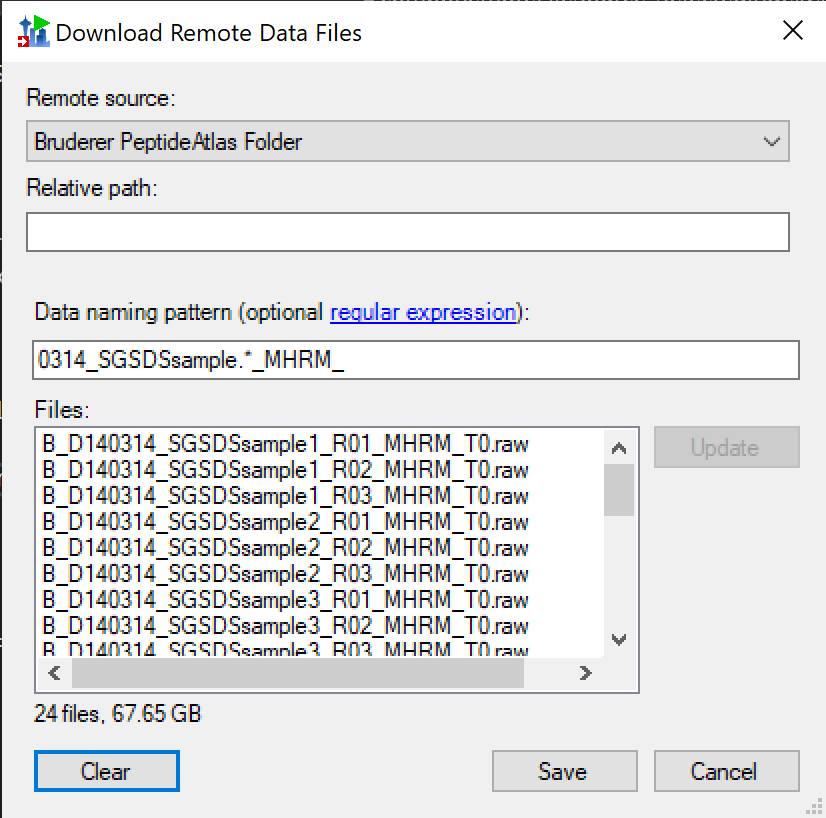 Download Remote Data Files
Remote source:
Bruderer PeptideAtlas Folder
Relative path:
Data naming pattern (optional regular expression):
0314_SGSDSsample.*_MHRM_
Files:
B_D140314_SGSDSsample1_R01_MHRM_T0.raw
Update
B_D140314_SGSDSsample1_R02_MHRM_T0.raw
B_D140314_SGSDSsample1_R03_MHRM_T0.raw
B_D140314_SGSDSsample2_R01_MHRM_T0.raw
B_D140314_SGSDSsample2_R02_MHRM_T0.raw
B_D140314_SGSDSsample2_R03_MHRM_T0.raw
B_D140314_SGSDSsample3_R01_MHRM_T0.raw
B_D140314_SGSDSsample3_R02_MHRM_T0.raw
B_D140314_SGSDSsample3_R03_MHRM_T0.raw
24 files, 67.65 GB
Clear
Save
Cancel